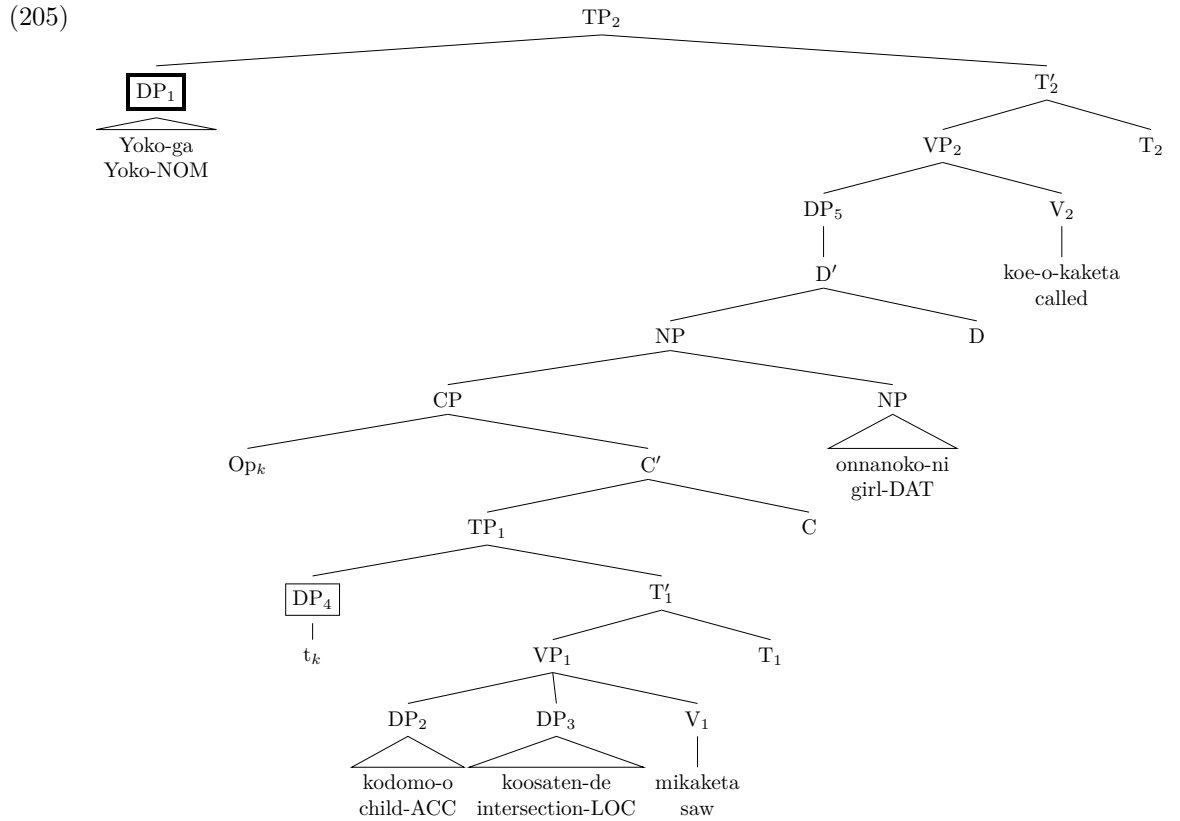 (205)
TP₂
DP₁ T′₂
Yoko-ga
Yoko-NOM
VP₂ T₂
DP₅ V₂
D′ koe-o-kaketa
called
NP D
CP NP
Opₖ C′ onnanoko-ni
girl-DAT
TP₁ C
DP₄ T′₁
tₖ VP₁ T₁
DP₂ DP₃ V₁
kodomo-o koosaten-de mikaketa
child-ACC intersection-LOC saw